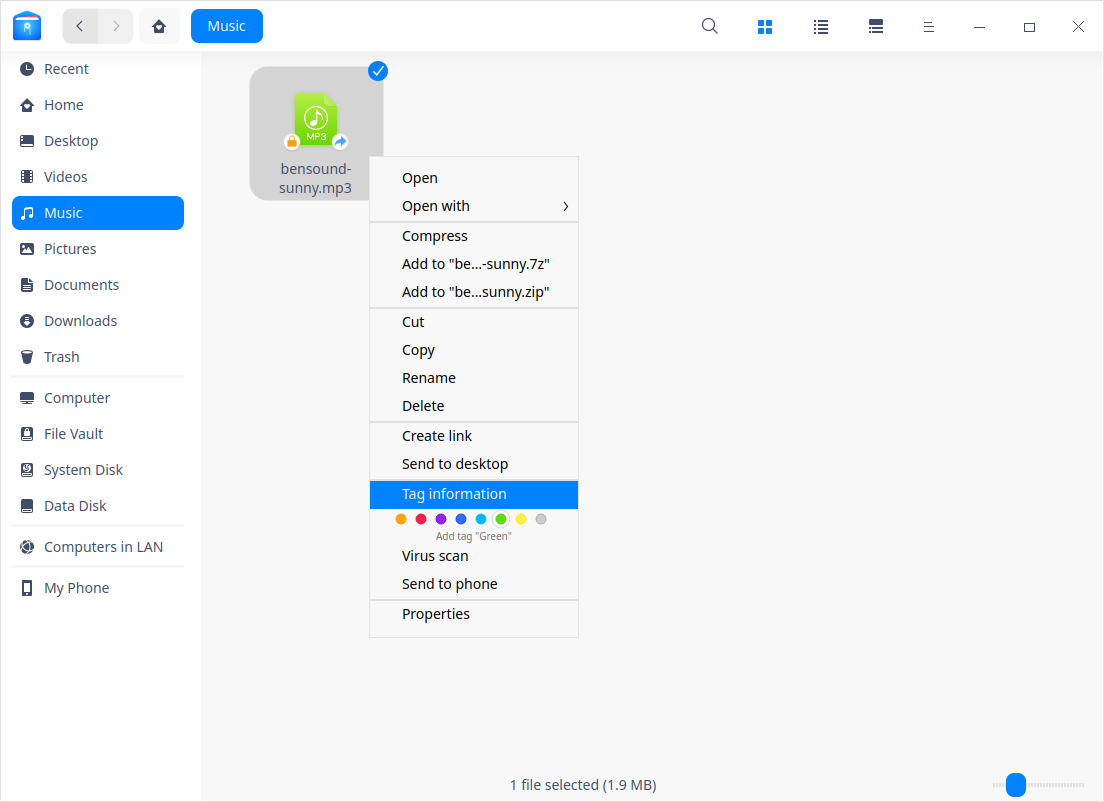 Music
Recent
Home
Desktop
Videos
Music
Pictures
Documents
Downloads
Trash
Computer
File Vault
System Disk
Data Disk
Computers in LAN
My Phone
MP3
bensound-
sunny.mp3
Open
Open with
Compress
Add to "be...-sunny.7z"
Add to "be...sunny.zip"
Cut
Copy
Rename
Delete
Create link
Send to desktop
Tag information
Add tag "Green"
Virus scan
Send to phone
Properties
1 file selected (1.9 MB)